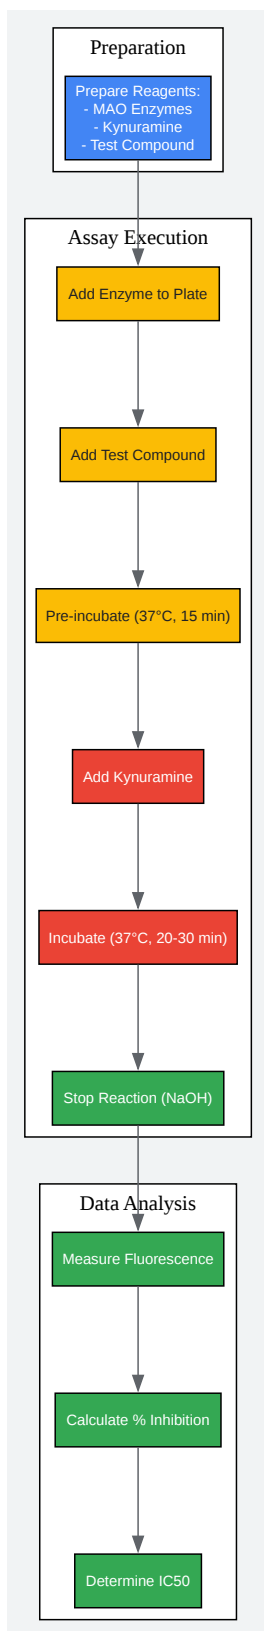 Preparation
Prepare Reagents:
- MAO Enzymes
- Kynuramine
- Test Compound
Assay Execution
Add Enzyme to Plate
Add Test Compound
Pre-incubate (37°C, 15 min)
Add Kynuramine
Incubate (37°C, 20-30 min)
Stop Reaction (NaOH)
Data Analysis
Measure Fluorescence
Calculate % Inhibition
Determine IC50